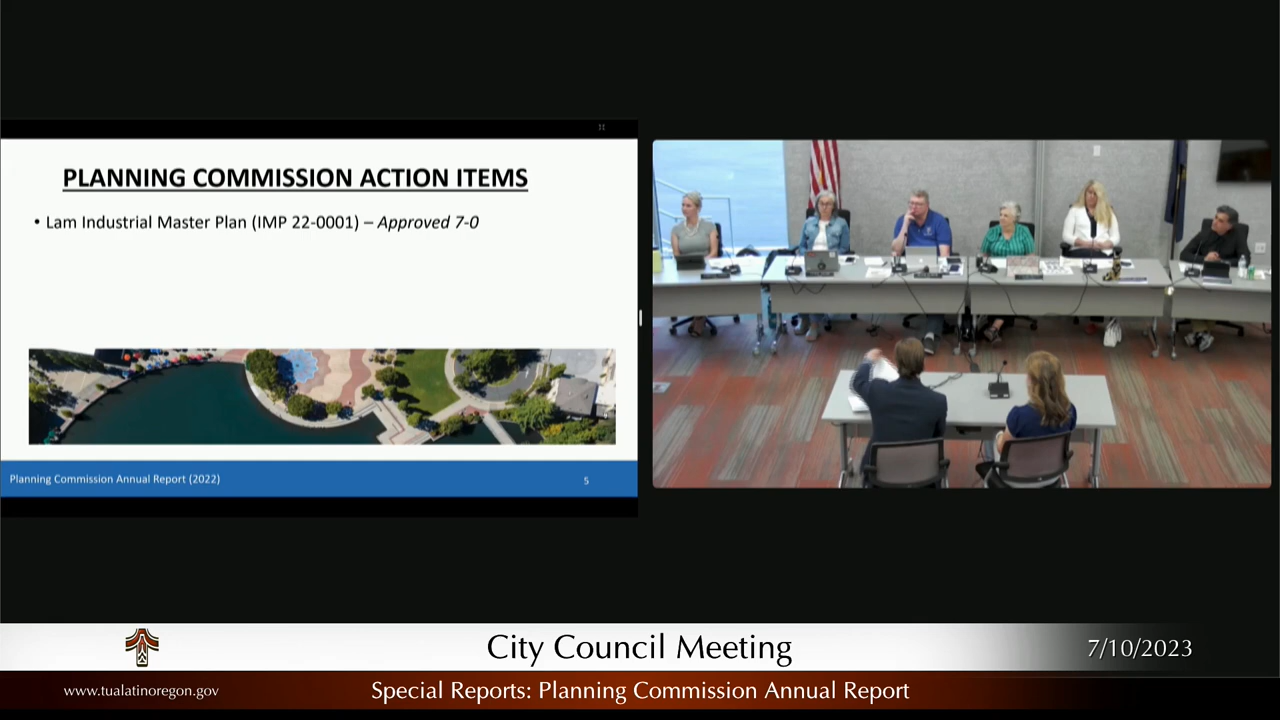 PLANNING COMMISSION ACTION ITEMS
• Lam Industrial Master Plan (IMP 22-0001) – Approved 7-0
Planning Commission Annual Report (2022)
5
City Council Meeting
7/10/2023
www.tualatinoregon.gov
Special Reports: Planning Commission Annual Report